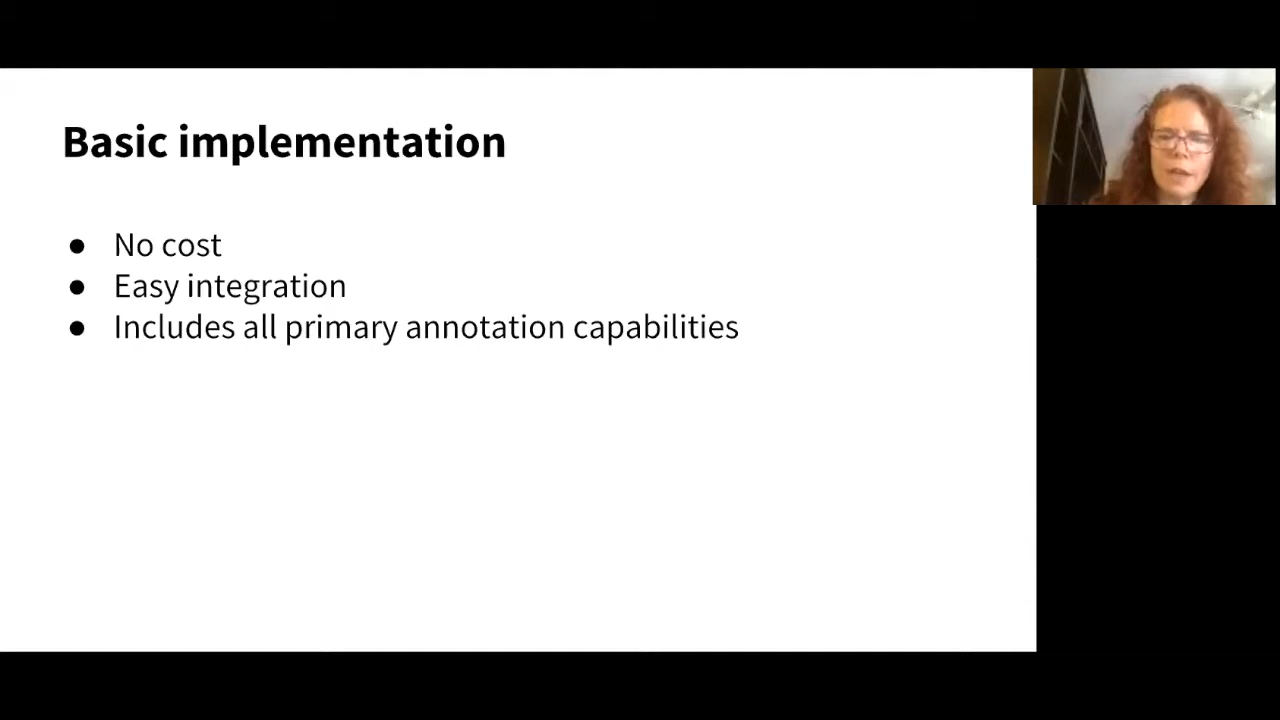 Basic implementation
● No cost
● Easy integration
● Includes all primary annotation capabilities